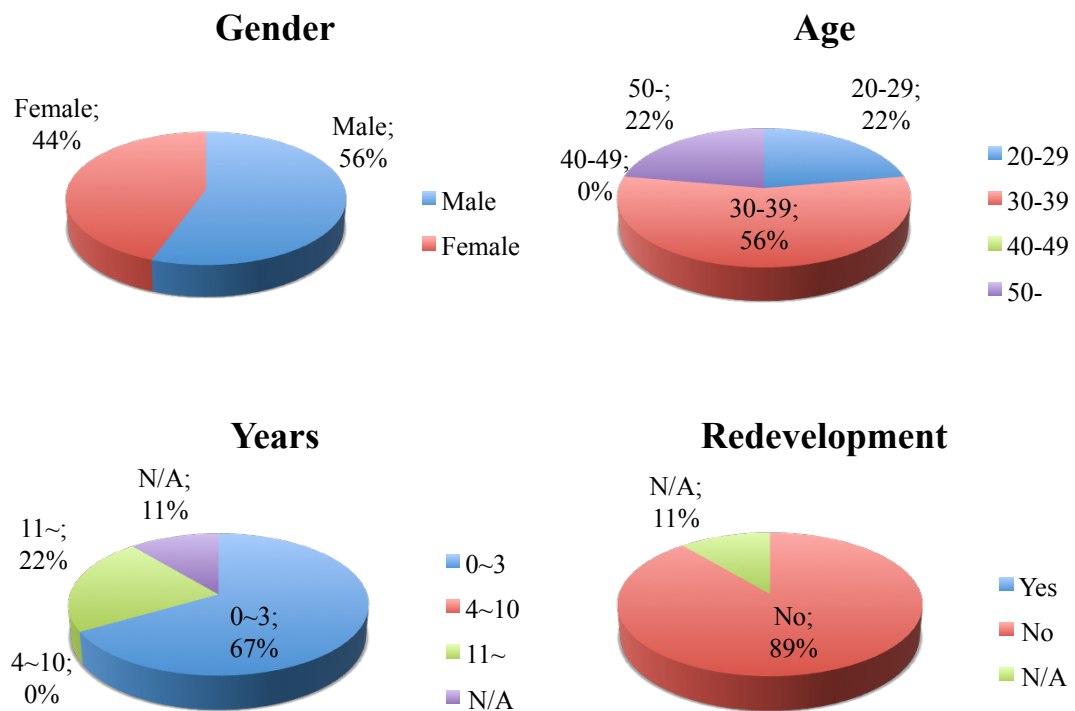 Gender
Female;
44%
Male;
56%
Male
Female
Age
50-;
22%
20-29;
22%
40-49;
0%
30-39;
56%
20-29
30-39
40-49
50-
Years
N/A;
11%
11~;
22%
0~3;
67%
4~10;
0%
0~3
4~10
11~
N/A
Redevelopment
N/A;
11%
No;
89%
Yes
No
N/A